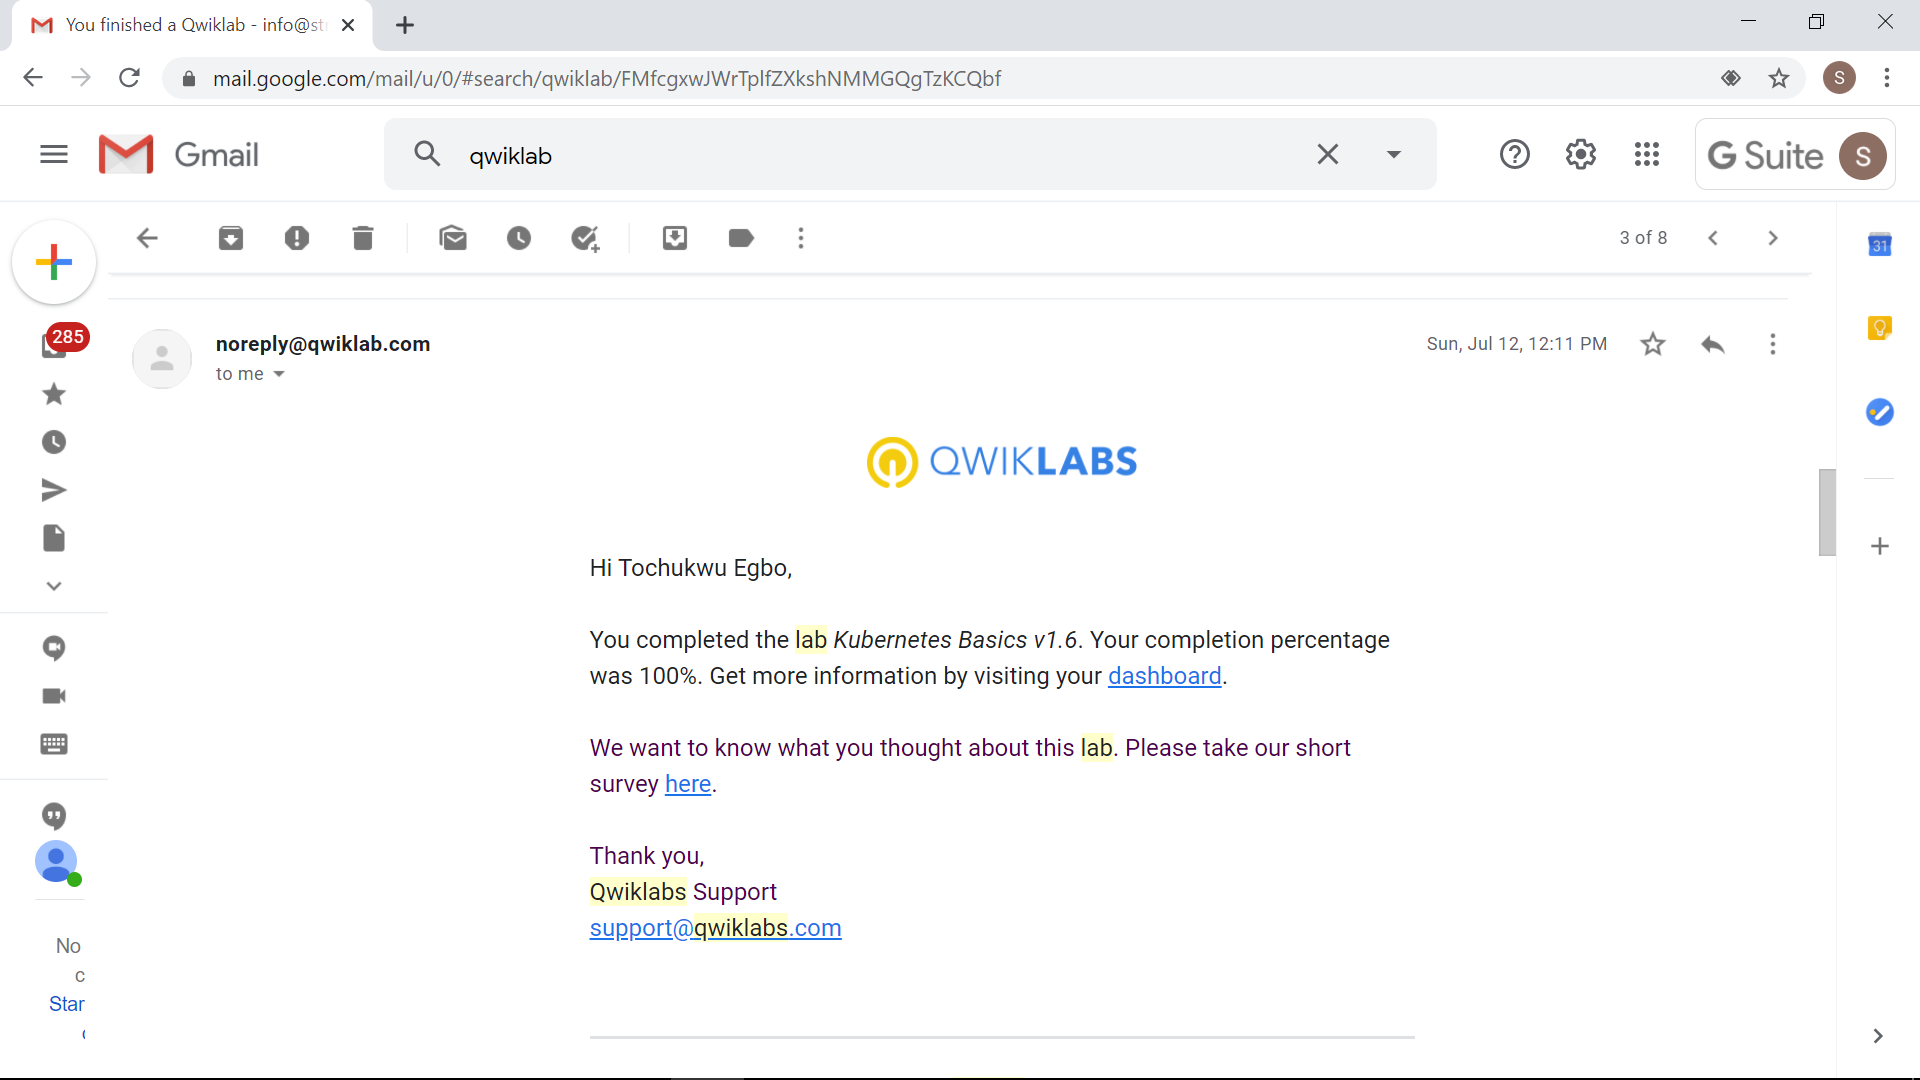 You finished a Qwiklab - info@st
mail.google.com/mail/u/0/#search/qwiklab/FMfcgxwJWrTplfZXkshNMMGQgTzKCQbf
S
Gmail
qwiklab
G Suite
S
3 of 8
31
285
noreply@qwiklab.com
Sun, Jul 12, 12:11 PM
to me
QWIKLABS
Hi Tochukwu Egbo,
You completed the lab Kubernetes Basics v1.6. Your completion percentage
was 100%. Get more information by visiting your dashboard.
We want to know what you thought about this lab. Please take our short
survey here.
Thank you,
Qwiklabs Support
support@qwiklabs.com
No
c
Star